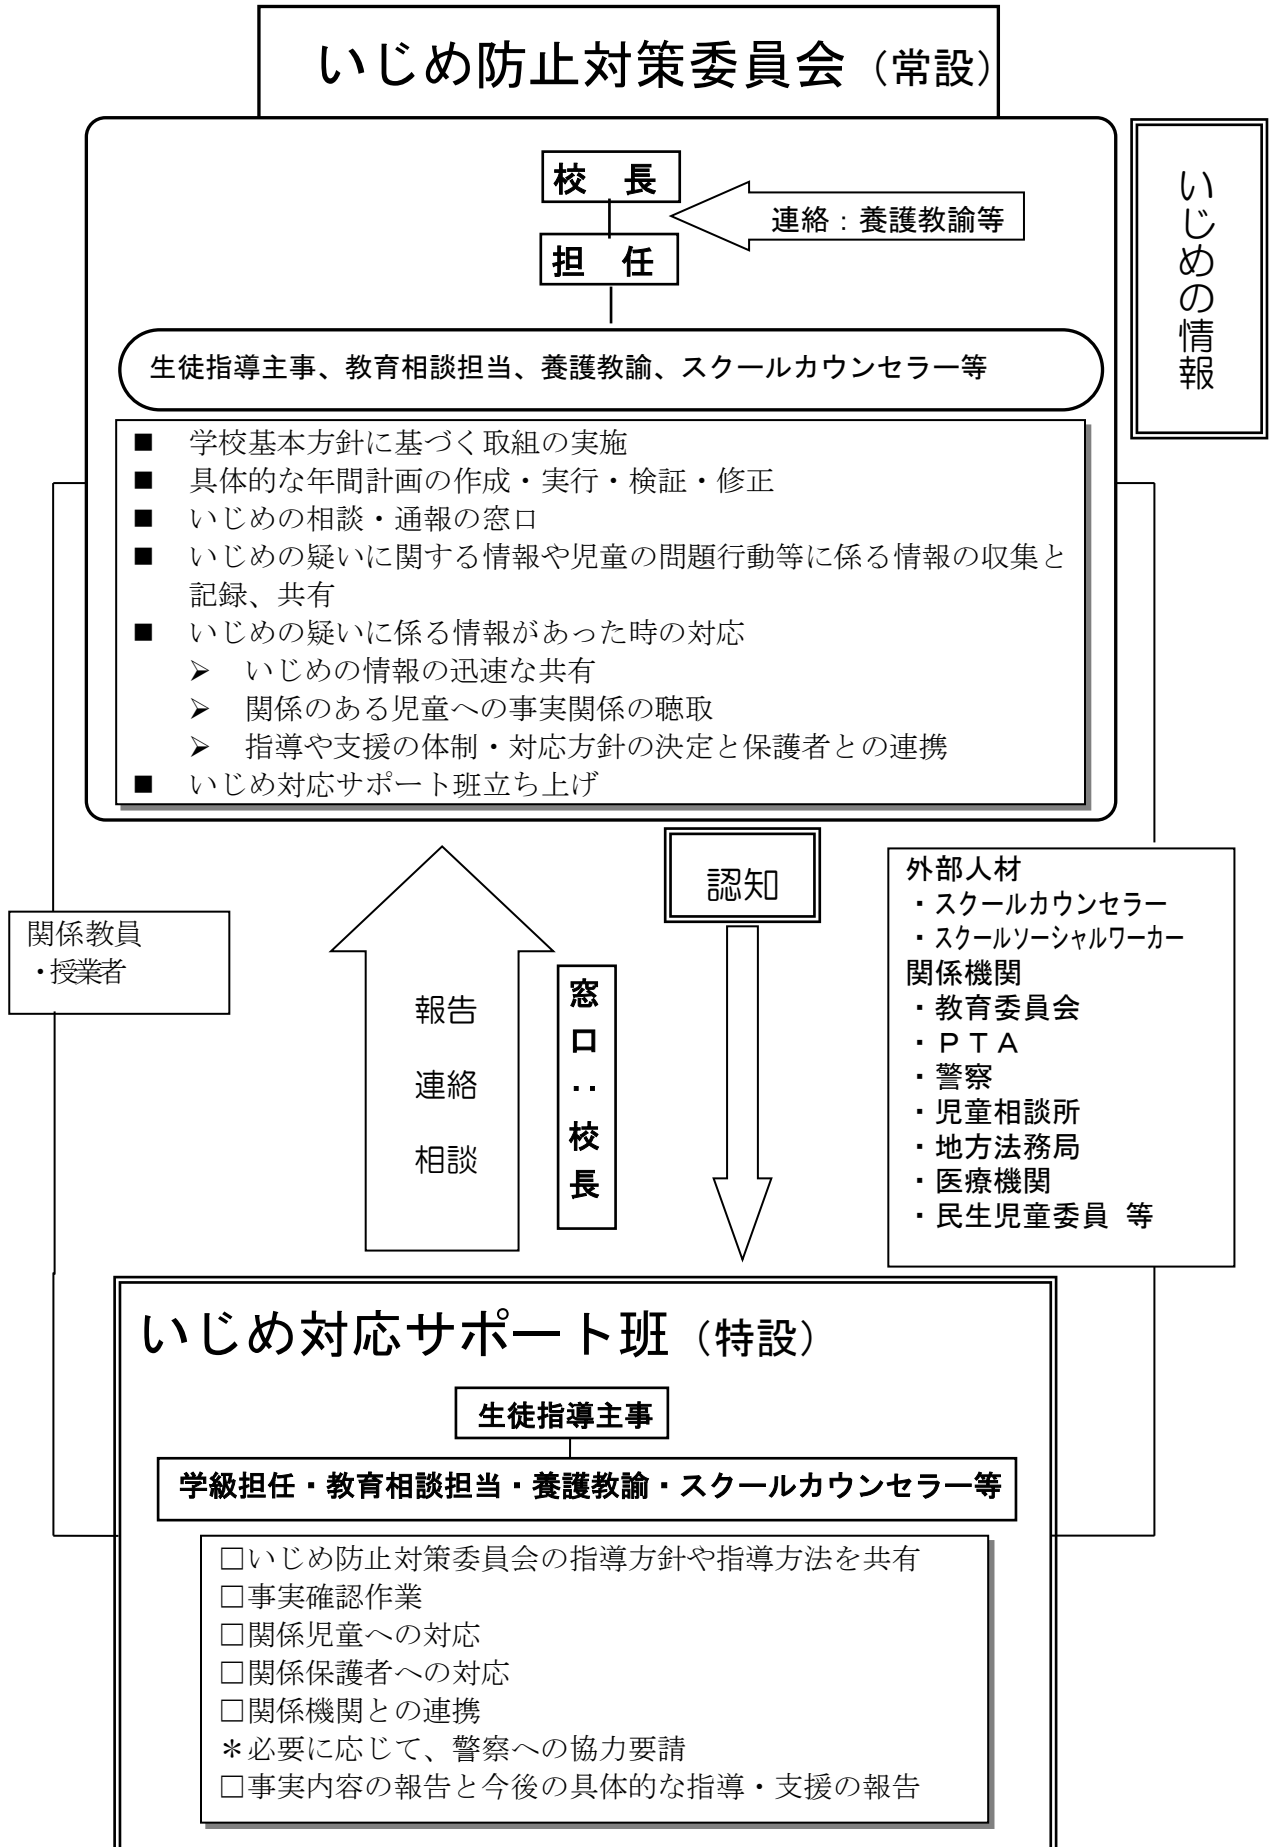 いじめ防止対策委員会（常設）
いじめの情報
校　長
連絡：養護教諭等
担　任
生徒指導主事、教育相談担当、養護教諭、スクールカウンセラー等
■　学校基本方針に基づく取組の実施
■　具体的な年間計画の作成・実行・検証・修正
■　いじめの相談・通報の窓口
■　いじめの疑いに関する情報や児童の問題行動等に係る情報の収集と
記録、共有
■　いじめの疑いに係る情報があった時の対応
➢　いじめの情報の迅速な共有
➢　関係のある児童への事実関係の聴取
➢　指導や支援の体制・対応方針の決定と保護者との連携
■　いじめ対応サポート班立ち上げ
関係教員
・授業者
報告
連絡
相談
窓口：校長
認知
外部人材
・スクールカウンセラー
・スクールソーシャルワーカー
関係機関
・教育委員会
・ＰＴＡ
・警察
・児童相談所
・地方法務局
・医療機関
・民生児童委員 等
いじめ対応サポート班（特設）
生徒指導主事
学級担任・教育相談担当・養護教諭・スクールカウンセラー等
□いじめ防止対策委員会の指導方針や指導方法を共有
□事実確認作業
□関係児童への対応
□関係保護者への対応
□関係機関との連携
＊必要に応じて、警察への協力要請
□事実内容の報告と今後の具体的な指導・支援の報告